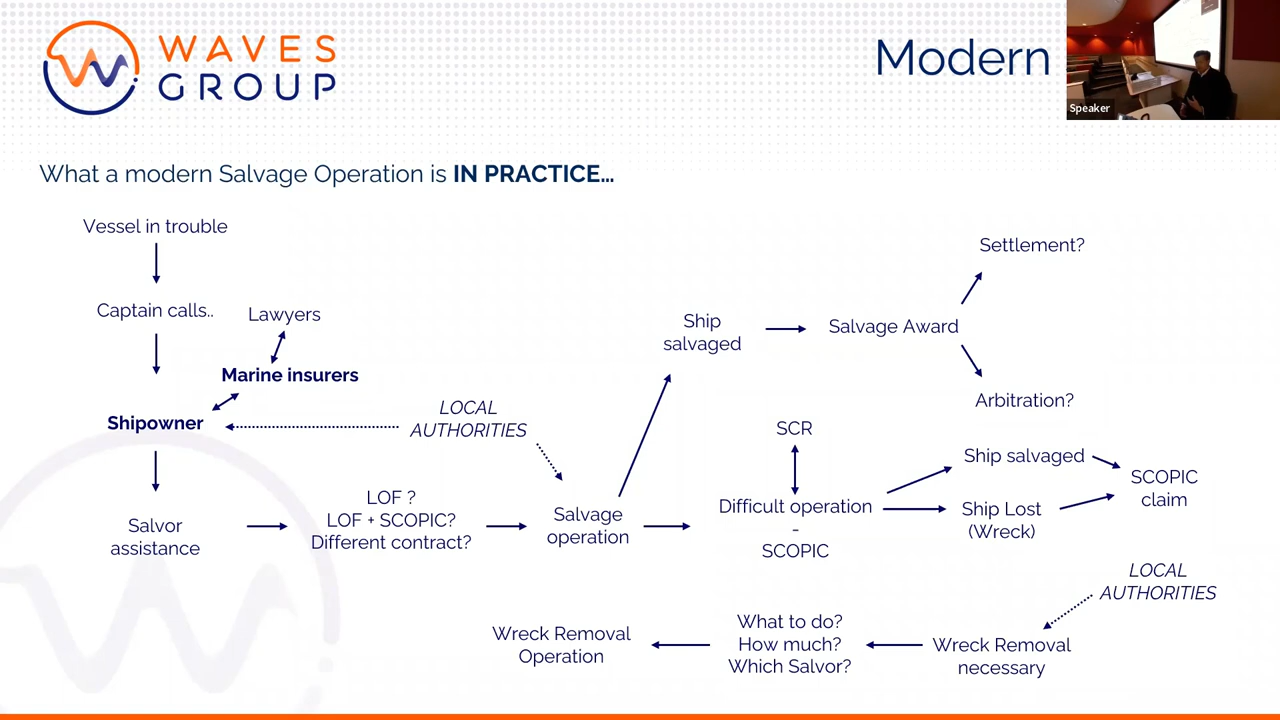 WAVES
GROUP
Modern
Speaker
What a modern Salvage Operation is IN PRACTICE...
Vessel in trouble
Captain calls..
Lawyers
Marine insurers
Shipowner
LOCAL
AUTHORITIES
Salvor
assistance
LOF ?
LOF + SCOPIC?
Different contract?
Salvage
operation
Ship
salvaged
Salvage Award
Settlement?
Arbitration?
SCR
Difficult operation
-
SCOPIC
Ship salvaged
Ship Lost
(Wreck)
SCOPIC
claim
LOCAL
AUTHORITIES
Wreck Removal
necessary
What to do?
How much?
Which Salvor?
Wreck Removal
Operation